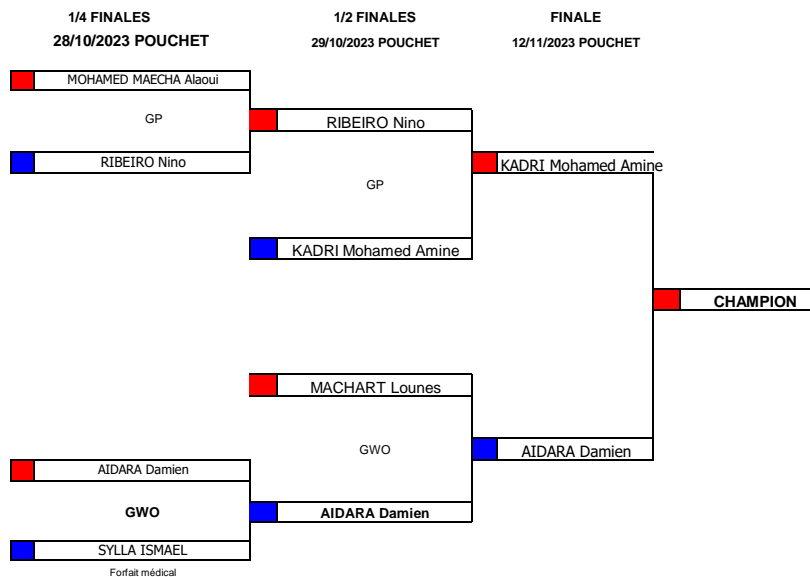 1/4 FINALES
1/2 FINALES
FINALE
28/10/2023 POUCHET
29/10/2023 POUCHET
12/11/2023 POUCHET
MOHAMED MAECHA Alaoui
GP
RIBEIRO Nino
RIBEIRO Nino
GP
KADRI Mohamed Amine
KADRI Mohamed Amine
CHAMPION
MACHART Lounes
GWO
AIDARA Damien
AIDARA Damien
GWO
AIDARA Damien
SYLLA ISMAEL
Forfait médical